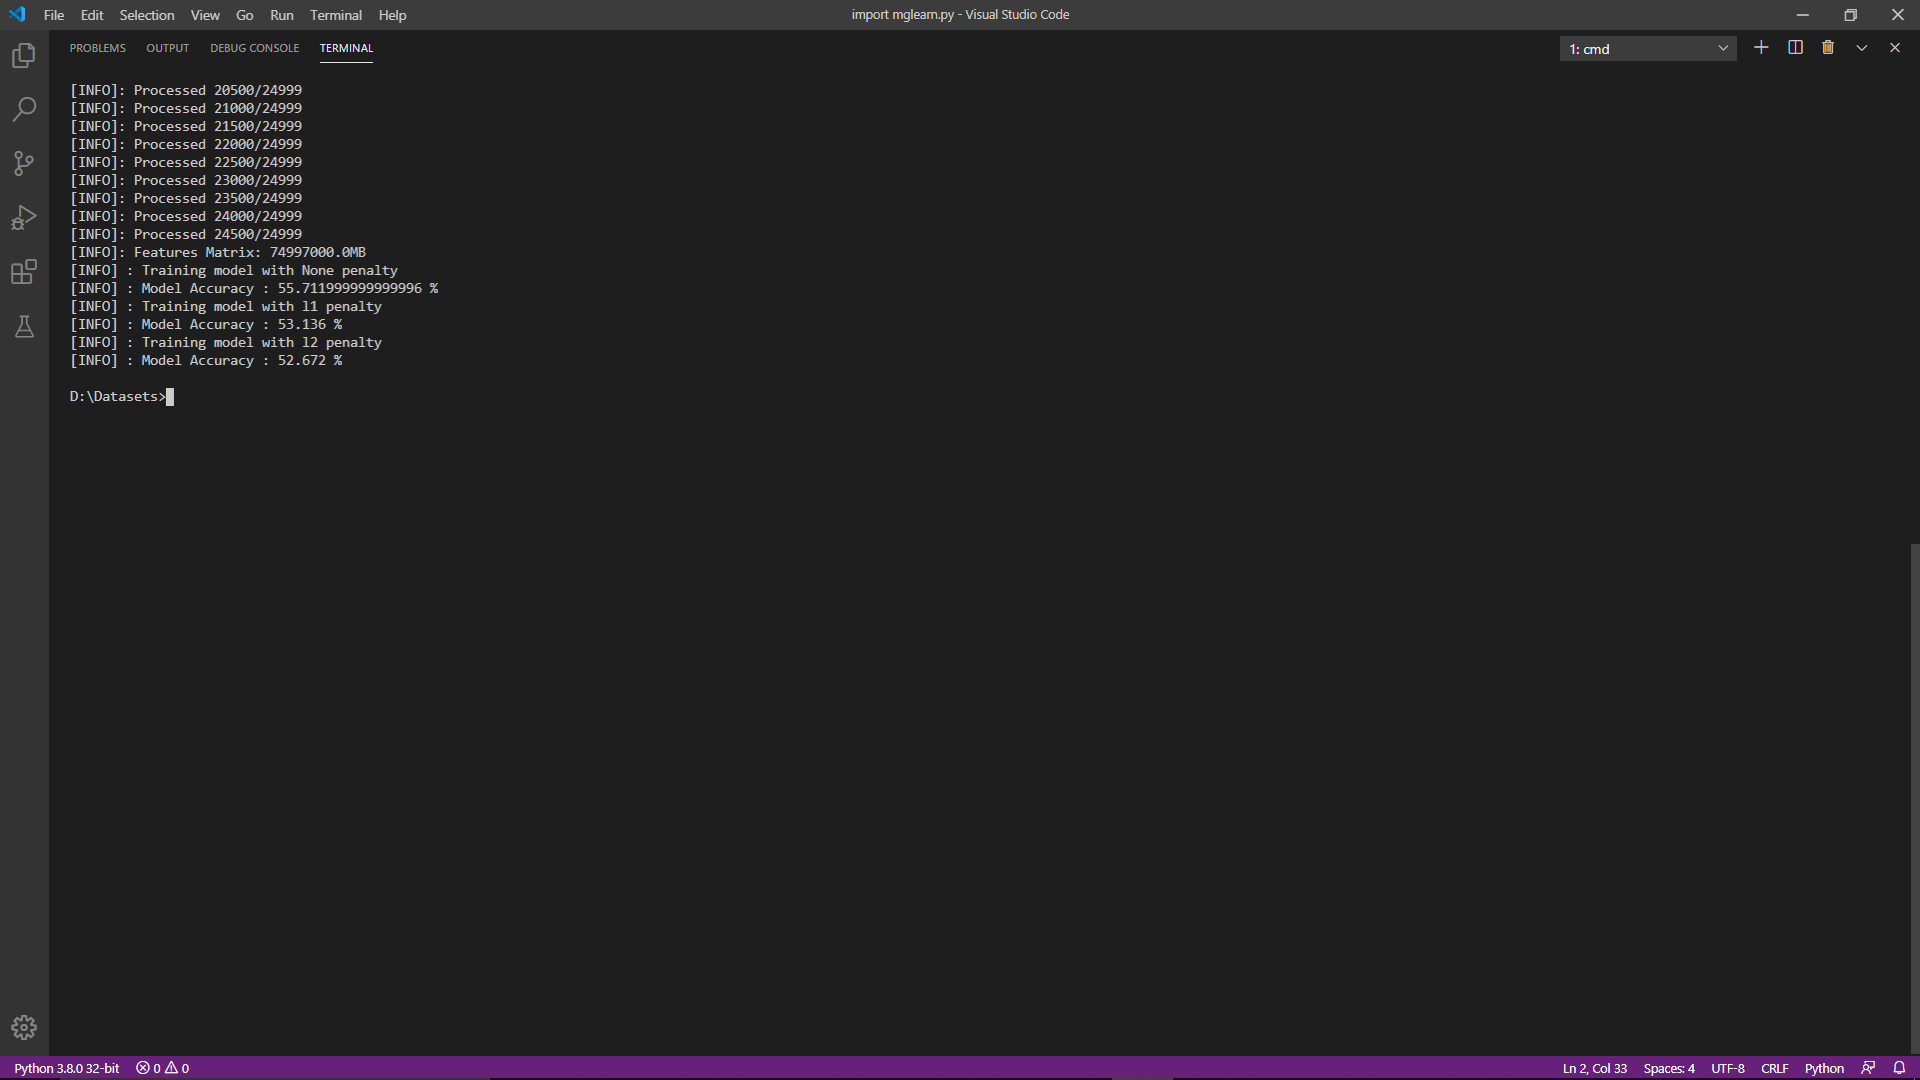 File Edit Selection View Go Run Terminal Help
import mglearn.py - Visual Studio Code
PROBLEMS OUTPUT DEBUG CONSOLE TERMINAL
1: cmd
[INFO]: Processed 20500/24999
[INFO]: Processed 21000/24999
[INFO]: Processed 21500/24999
[INFO]: Processed 22000/24999
[INFO]: Processed 22500/24999
[INFO]: Processed 23000/24999
[INFO]: Processed 23500/24999
[INFO]: Processed 24000/24999
[INFO]: Processed 24500/24999
[INFO]: Features Matrix: 74997000.0MB
[INFO] : Training model with None penalty
[INFO] : Model Accuracy : 55.711999999999996 %
[INFO] : Training model with l1 penalty
[INFO] : Model Accuracy : 53.136 %
[INFO] : Training model with l2 penalty
[INFO] : Model Accuracy : 52.672 %
D:\Datasets>
Python 3.8.0 32-bit 0 0
Ln 2, Col 33 Spaces: 4 UTF-8 CRLF Python